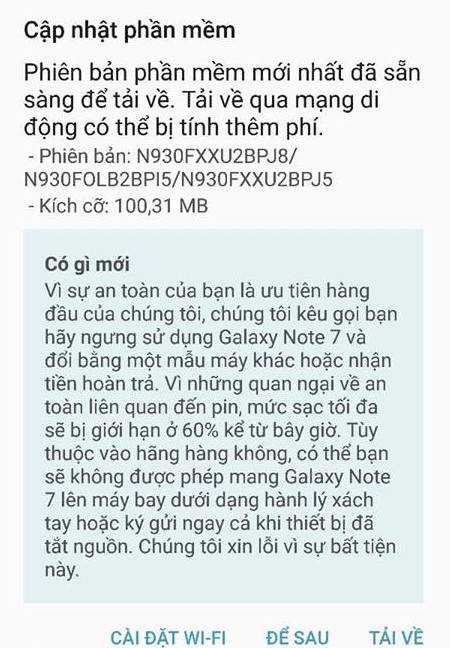 Cập nhật phần mềm
Phiên bản phần mềm mới nhất đã sẵn
sàng để tải về. Tải về qua mạng di
động có thể bị tính thêm phí.
- Phiên bản: N930FXXU2BPJ8/
N930FOLB2BPI5/N930FXXU2BPJ5
- Kích cỡ: 100,31 MB
Có gì mới
Vì sự an toàn của bạn là ưu tiên hàng
đầu của chúng tôi, chúng tôi kêu gọi bạn
hãy ngưng sử dụng Galaxy Note 7 và
đổi bằng một mẫu máy khác hoặc nhận
tiền hoàn trả. Vì những quan ngại về an
toàn liên quan đến pin, mức sạc tối đa
sẽ bị giới hạn ở 60% kể từ bây giờ. Tùy
thuộc vào hãng hàng không, có thể bạn
sẽ không được phép mang Galaxy Note
7 lên máy bay dưới dạng hành lý xách
tay hoặc ký gửi ngay cả khi thiết bị đã
tắt nguồn. Chúng tôi xin lỗi vì sự bất tiện
này.
CÀI ĐẶT WI-FI ĐỂ SAU TẢI VỀ